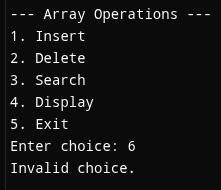 --- Array Operations ---
1. Insert
2. Delete
3. Search
4. Display
5. Exit
Enter choice: 6
Invalid choice.